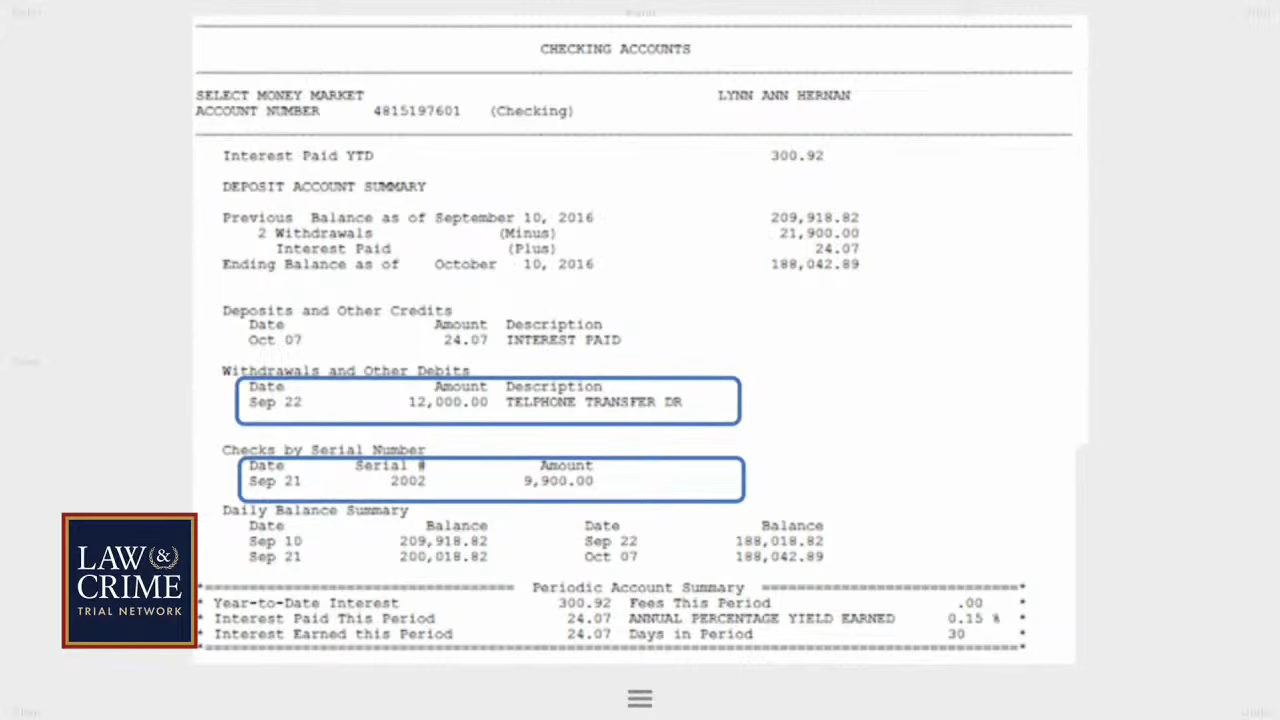 CHECKING ACCOUNTS
SELECT MONEY MARKET LYNN ANN HERNAN
ACCOUNT NUMBER 4815197601 (Checking)
Interest Paid YTD 300.92
DEPOSIT ACCOUNT SUMMARY
Previous Balance as of September 10, 2016 209,918.82
2 Withdrawals (Minus) 21,900.00
Interest Paid (Plus) 24.07
Ending Balance as of October 10, 2016 188,042.89
Deposits and Other Credits
Date Amount Description
Oct 07 24.07 INTEREST PAID
Withdrawals and Other Debits
Date Amount Description
Sep 22 12,000.00 TELPHONE TRANSFER DR
Checks by Serial Number
Date Serial # Amount
Sep 21 2002 9,900.00
Daily Balance Summary
Date Balance Date Balance
Sep 10 209,918.82 Sep 22 188,018.82
Sep 21 200,018.82 Oct 07 188,042.89
Periodic Account Summary
* Year-to-Date Interest 300.92 Fees This Period .00 *
* Interest Paid This Period 24.07 ANNUAL PERCENTAGE YIELD EARNED 0.15 % *
* Interest Earned this Period 24.07 Days in Period 30 *
LAW &
CRIME
TRIAL NETWORK